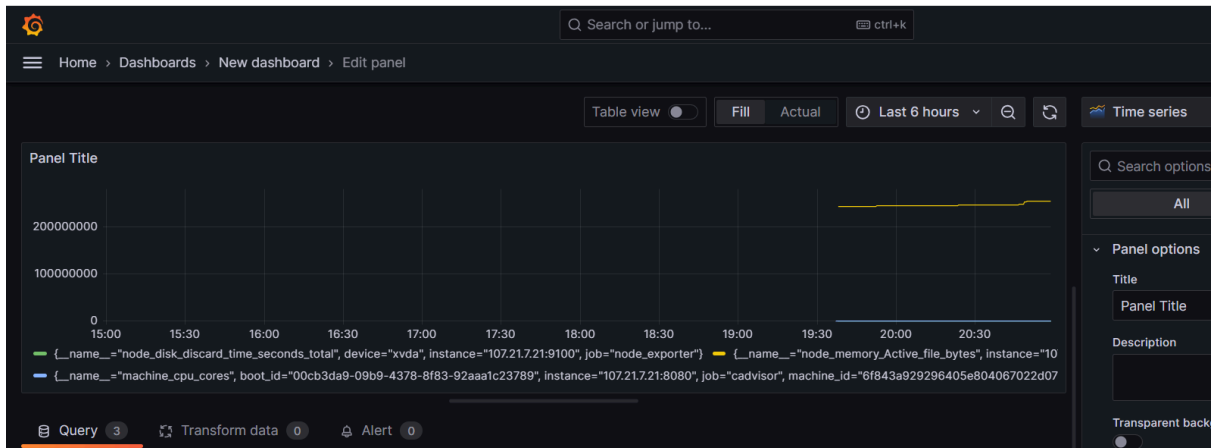 Search or jump to... ctrl+k
Home › Dashboards › New dashboard › Edit panel
Table view Fill Actual Last 6 hours Time series
Panel Title
Search options
All
200000000
100000000
0
15:00 15:30 16:00 16:30 17:00 17:30 18:00 18:30 19:00 19:30 20:00 20:30
{__name__="node_disk_discard_time_seconds_total", device="xvda", instance="107.21.7.21:9100", job="node_exporter"} {__name__="node_memory_Active_file_bytes", instance="10
{__name__="machine_cpu_cores", boot_id="00cb3da9-09b9-4378-8f83-92aaa1c23789", instance="107.21.7.21:8080", job="cadvisor", machine_id="6f843a929296405e804067022d07
Panel options
Title
Panel Title
Description
Transparent backg
Query 3 Transform data 0 Alert 0